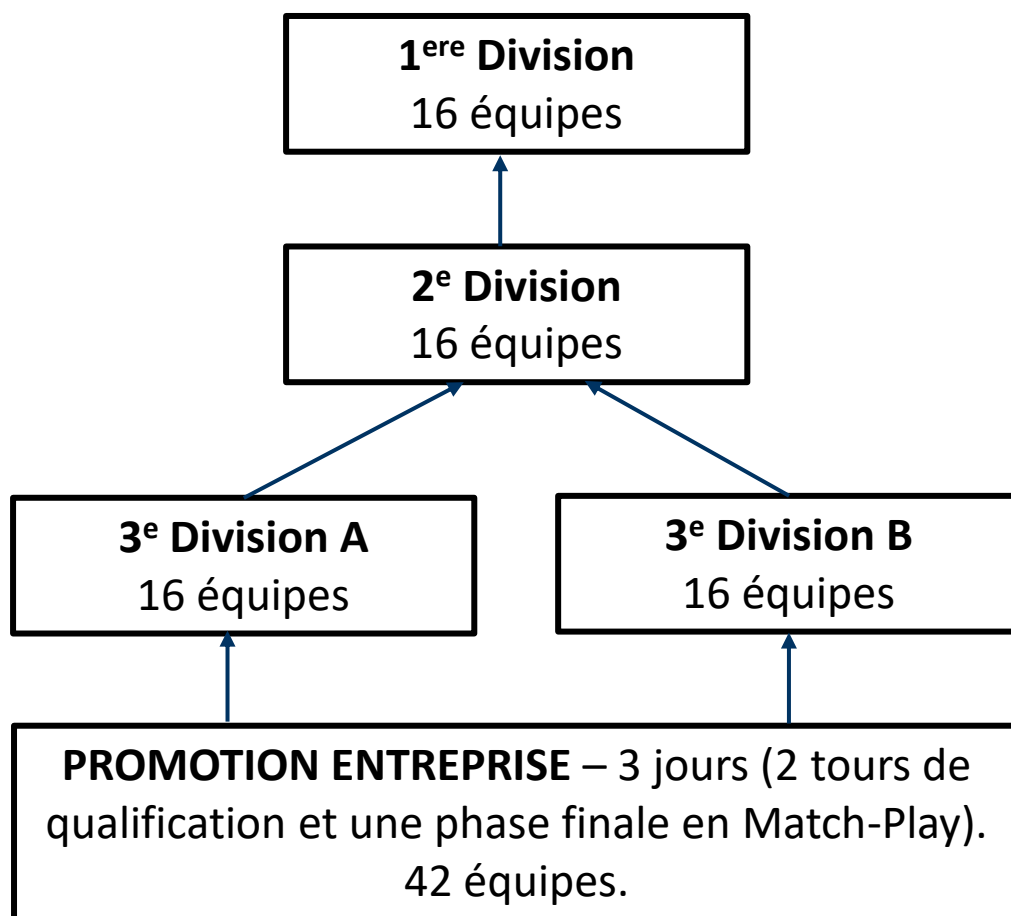 1ere Division
16 équipes
2e Division
16 équipes
3e Division A
16 équipes
3e Division B
16 équipes
PROMOTION ENTREPRISE – 3 jours (2 tours de
qualification et une phase finale en Match-Play).
42 équipes.